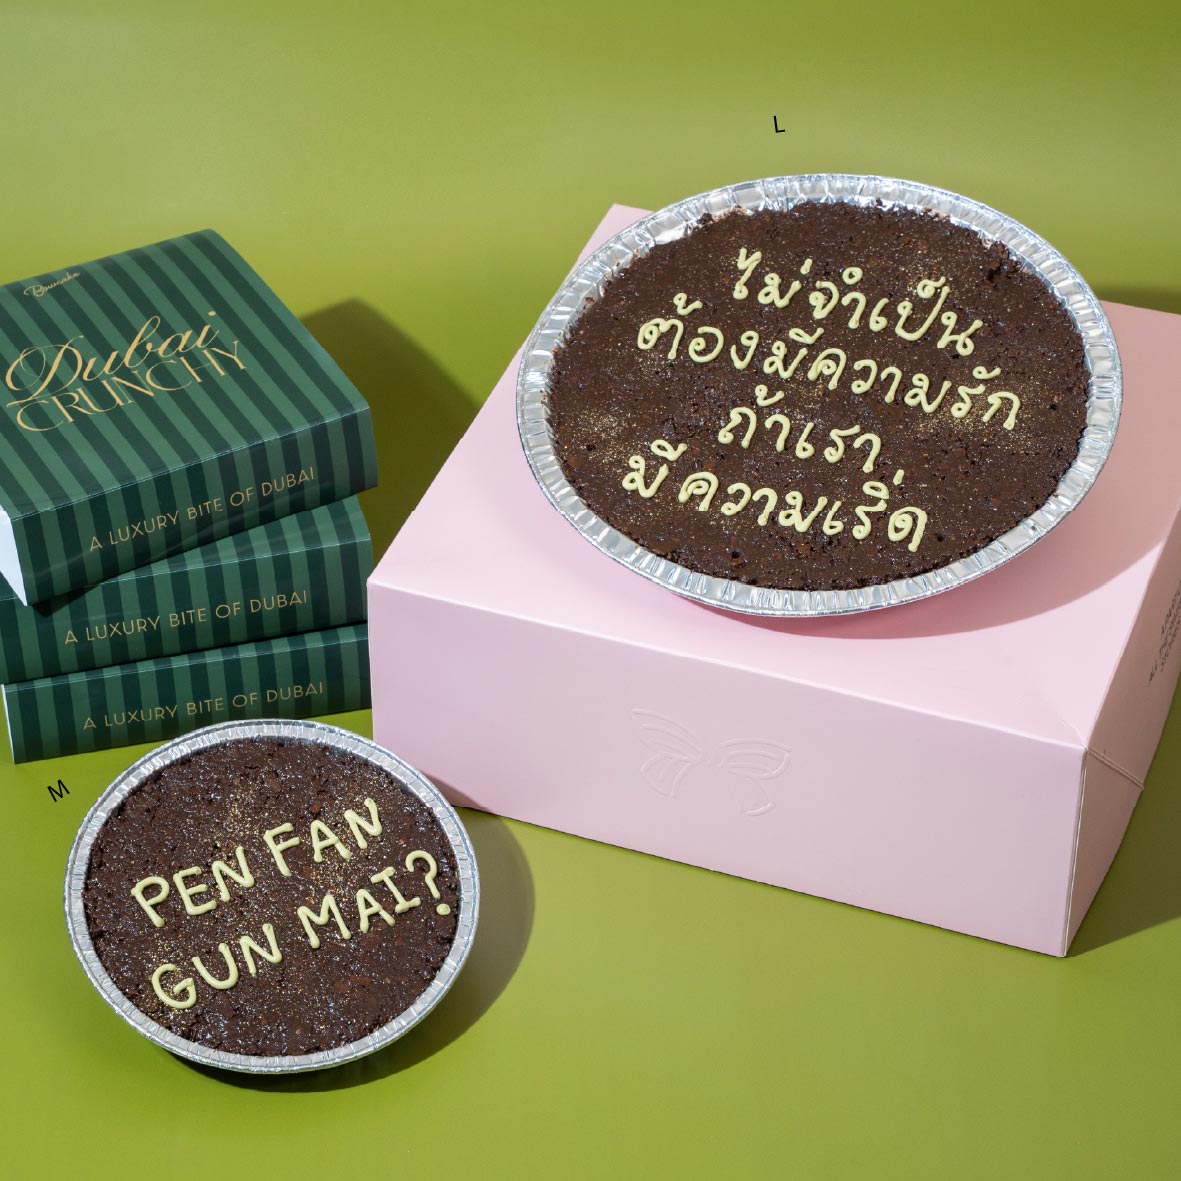 L
ไม่จำเป็น
ต้องมีความรัก
ถ้าเรา
มีความเริ่ด
Dubai
CRUNCHY
A LUXURY BITE OF DUBAI
A LUXURY BITE OF DUBAI
A LUXURY BITE OF DUBAI
M
PEN FAN
GUN MAI?